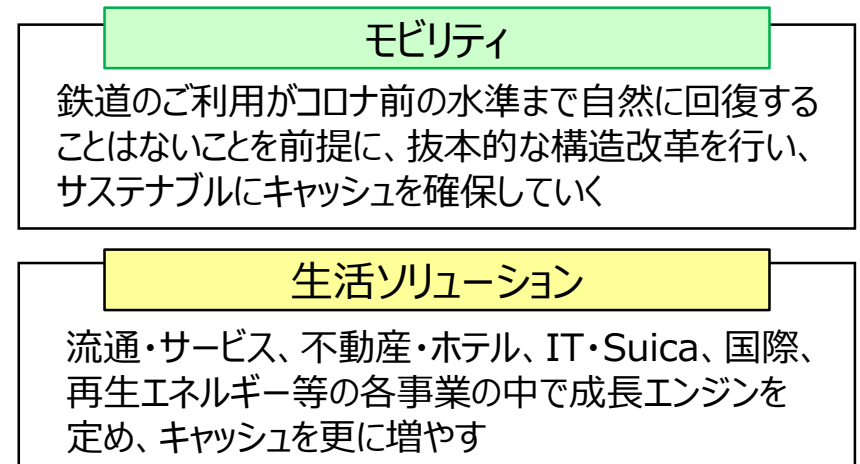 モビリティ
鉄道のご利用がコロナ前の水準まで自然に回復する
ことはないことを前提に、抜本的な構造改革を行い、
サステナブルにキャッシュを確保していく
生活ソリューション
流通・サービス、不動産・ホテル、IT・Suica、国際、
再生エネルギー等の各事業の中で成長エンジンを
定め、キャッシュを更に増やす